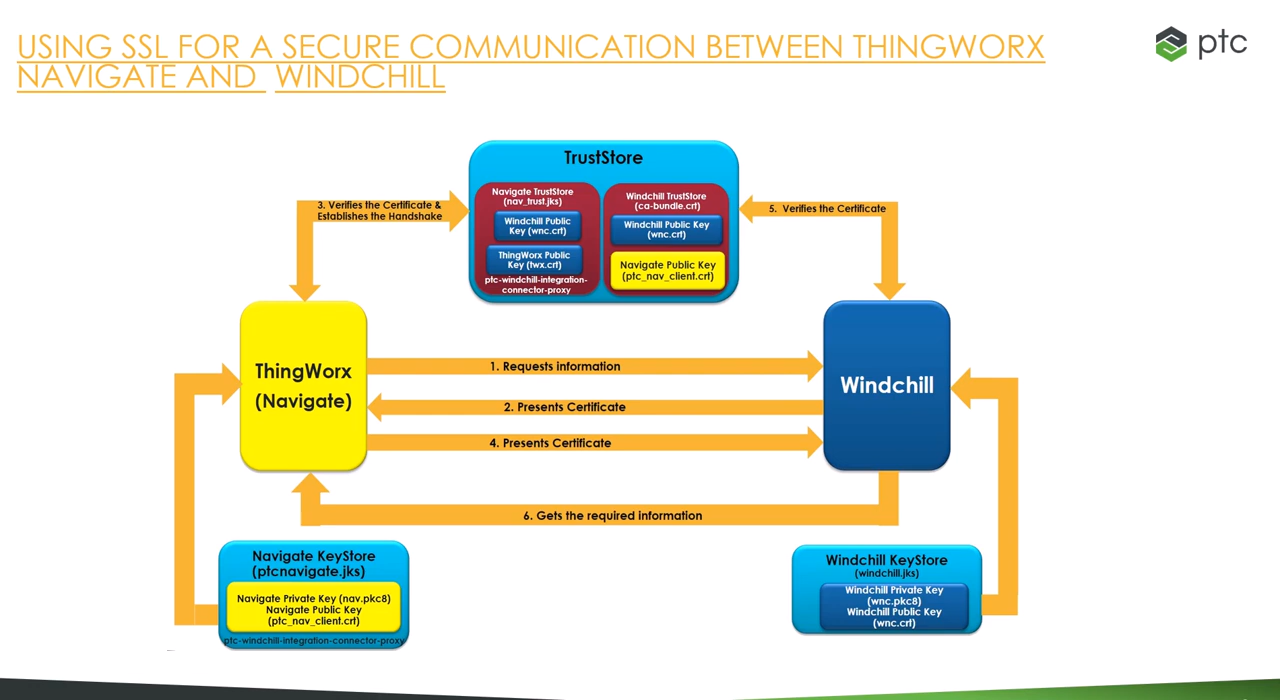 USING SSL FOR A SECURE COMMUNICATION BETWEEN THINGWORX
NAVIGATE AND WINDCHILL
ptc
TrustStore
Navigate TrustStore
(nav_trust.jks)
Windchill Public
Key (wnc.crt)
ThingWorx Public
Key (twx.crt)
ptc-windchill-integration-
connector-proxy
Windchill TrustStore
(ca-bundle.crt)
Windchill Public Key
(wnc.crt)
Navigate Public Key
(ptc_nav_client.crt)
3. Verifies the Certificate &
Establishes the Handshake
5. Verifies the Certificate
ThingWorx
(Navigate)
1. Requests information
2. Presents Certificate
4. Presents Certificate
Windchill
6. Gets the required information
Navigate KeyStore
(ptcnavigate.jks)
Navigate Private Key (nav.pkc8)
Navigate Public Key
(ptc_nav_client.crt)
ptc-windchill-integration-connector-proxy
Windchill KeyStore
(windchill.jks)
Windchill Private Key
(wnc.pkc8)
Windchill Public Key
(wnc.crt)